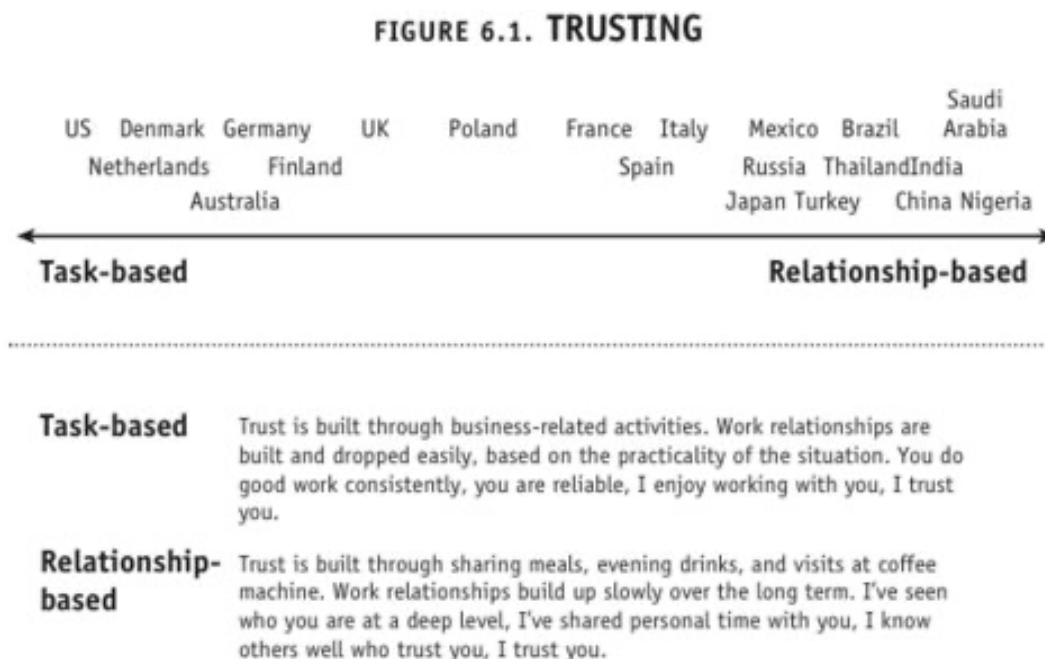 FIGURE 6.1. TRUSTING
Saudi
US Denmark Germany UK Poland France Italy Mexico Brazil Arabia
Netherlands Finland Spain Russia ThailandIndia
Australia Japan Turkey China Nigeria
Task-based Relationship-based
Task-based Trust is built through business-related activities. Work relationships are
built and dropped easily, based on the practicality of the situation. You do
good work consistently, you are reliable, I enjoy working with you, I trust
you.
Relationship- Trust is built through sharing meals, evening drinks, and visits at coffee
based machine. Work relationships build up slowly over the long term. I've seen
who you are at a deep level, I've shared personal time with you, I know
others well who trust you, I trust you.